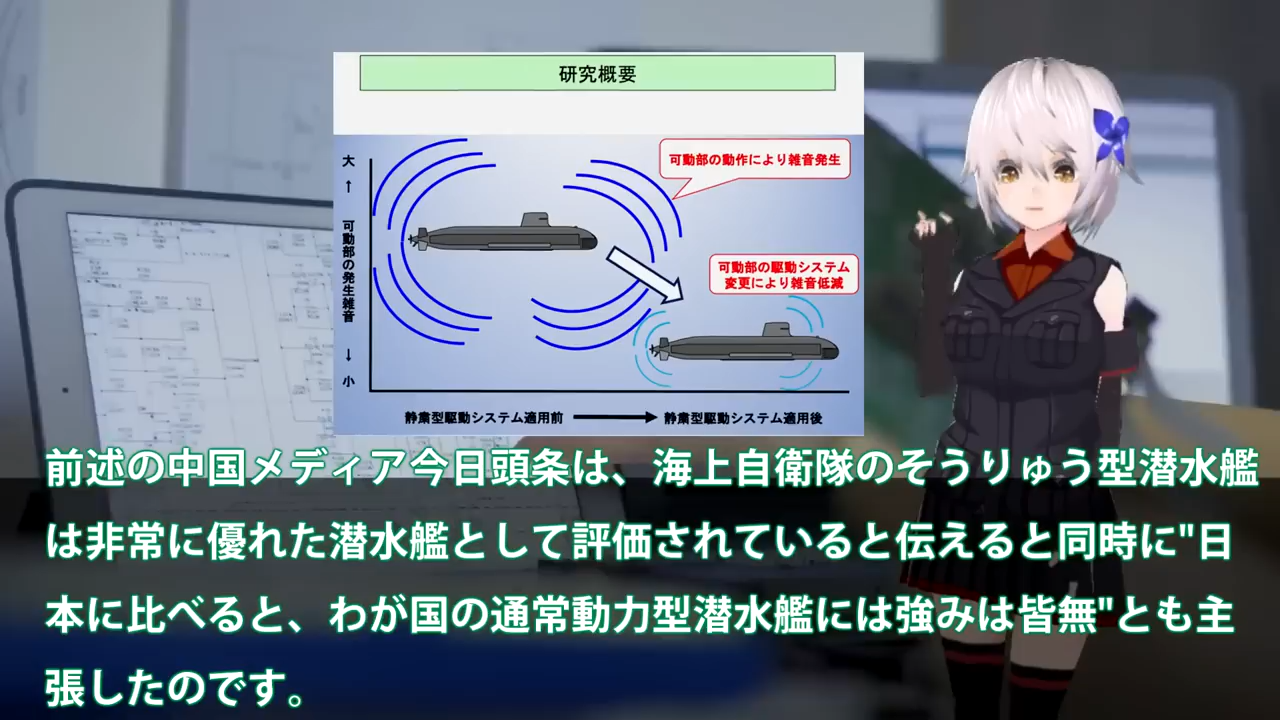 研究概要
大
↑
可動部の発生雑音
↓
小
可動部の動作により雑音発生
可動部の駆動システム
変更により雑音低減
静粛型駆動システム適用前
静粛型駆動システム適用後
前述の中国メディア今日頭条は、海上自衛隊のそうりゅう型潜水艦
は非常に優れた潜水艦として評価されていると伝えると同時に"日
本に比べると、わが国の通常動力型潜水艦には強みは皆無"とも主
張したのです。